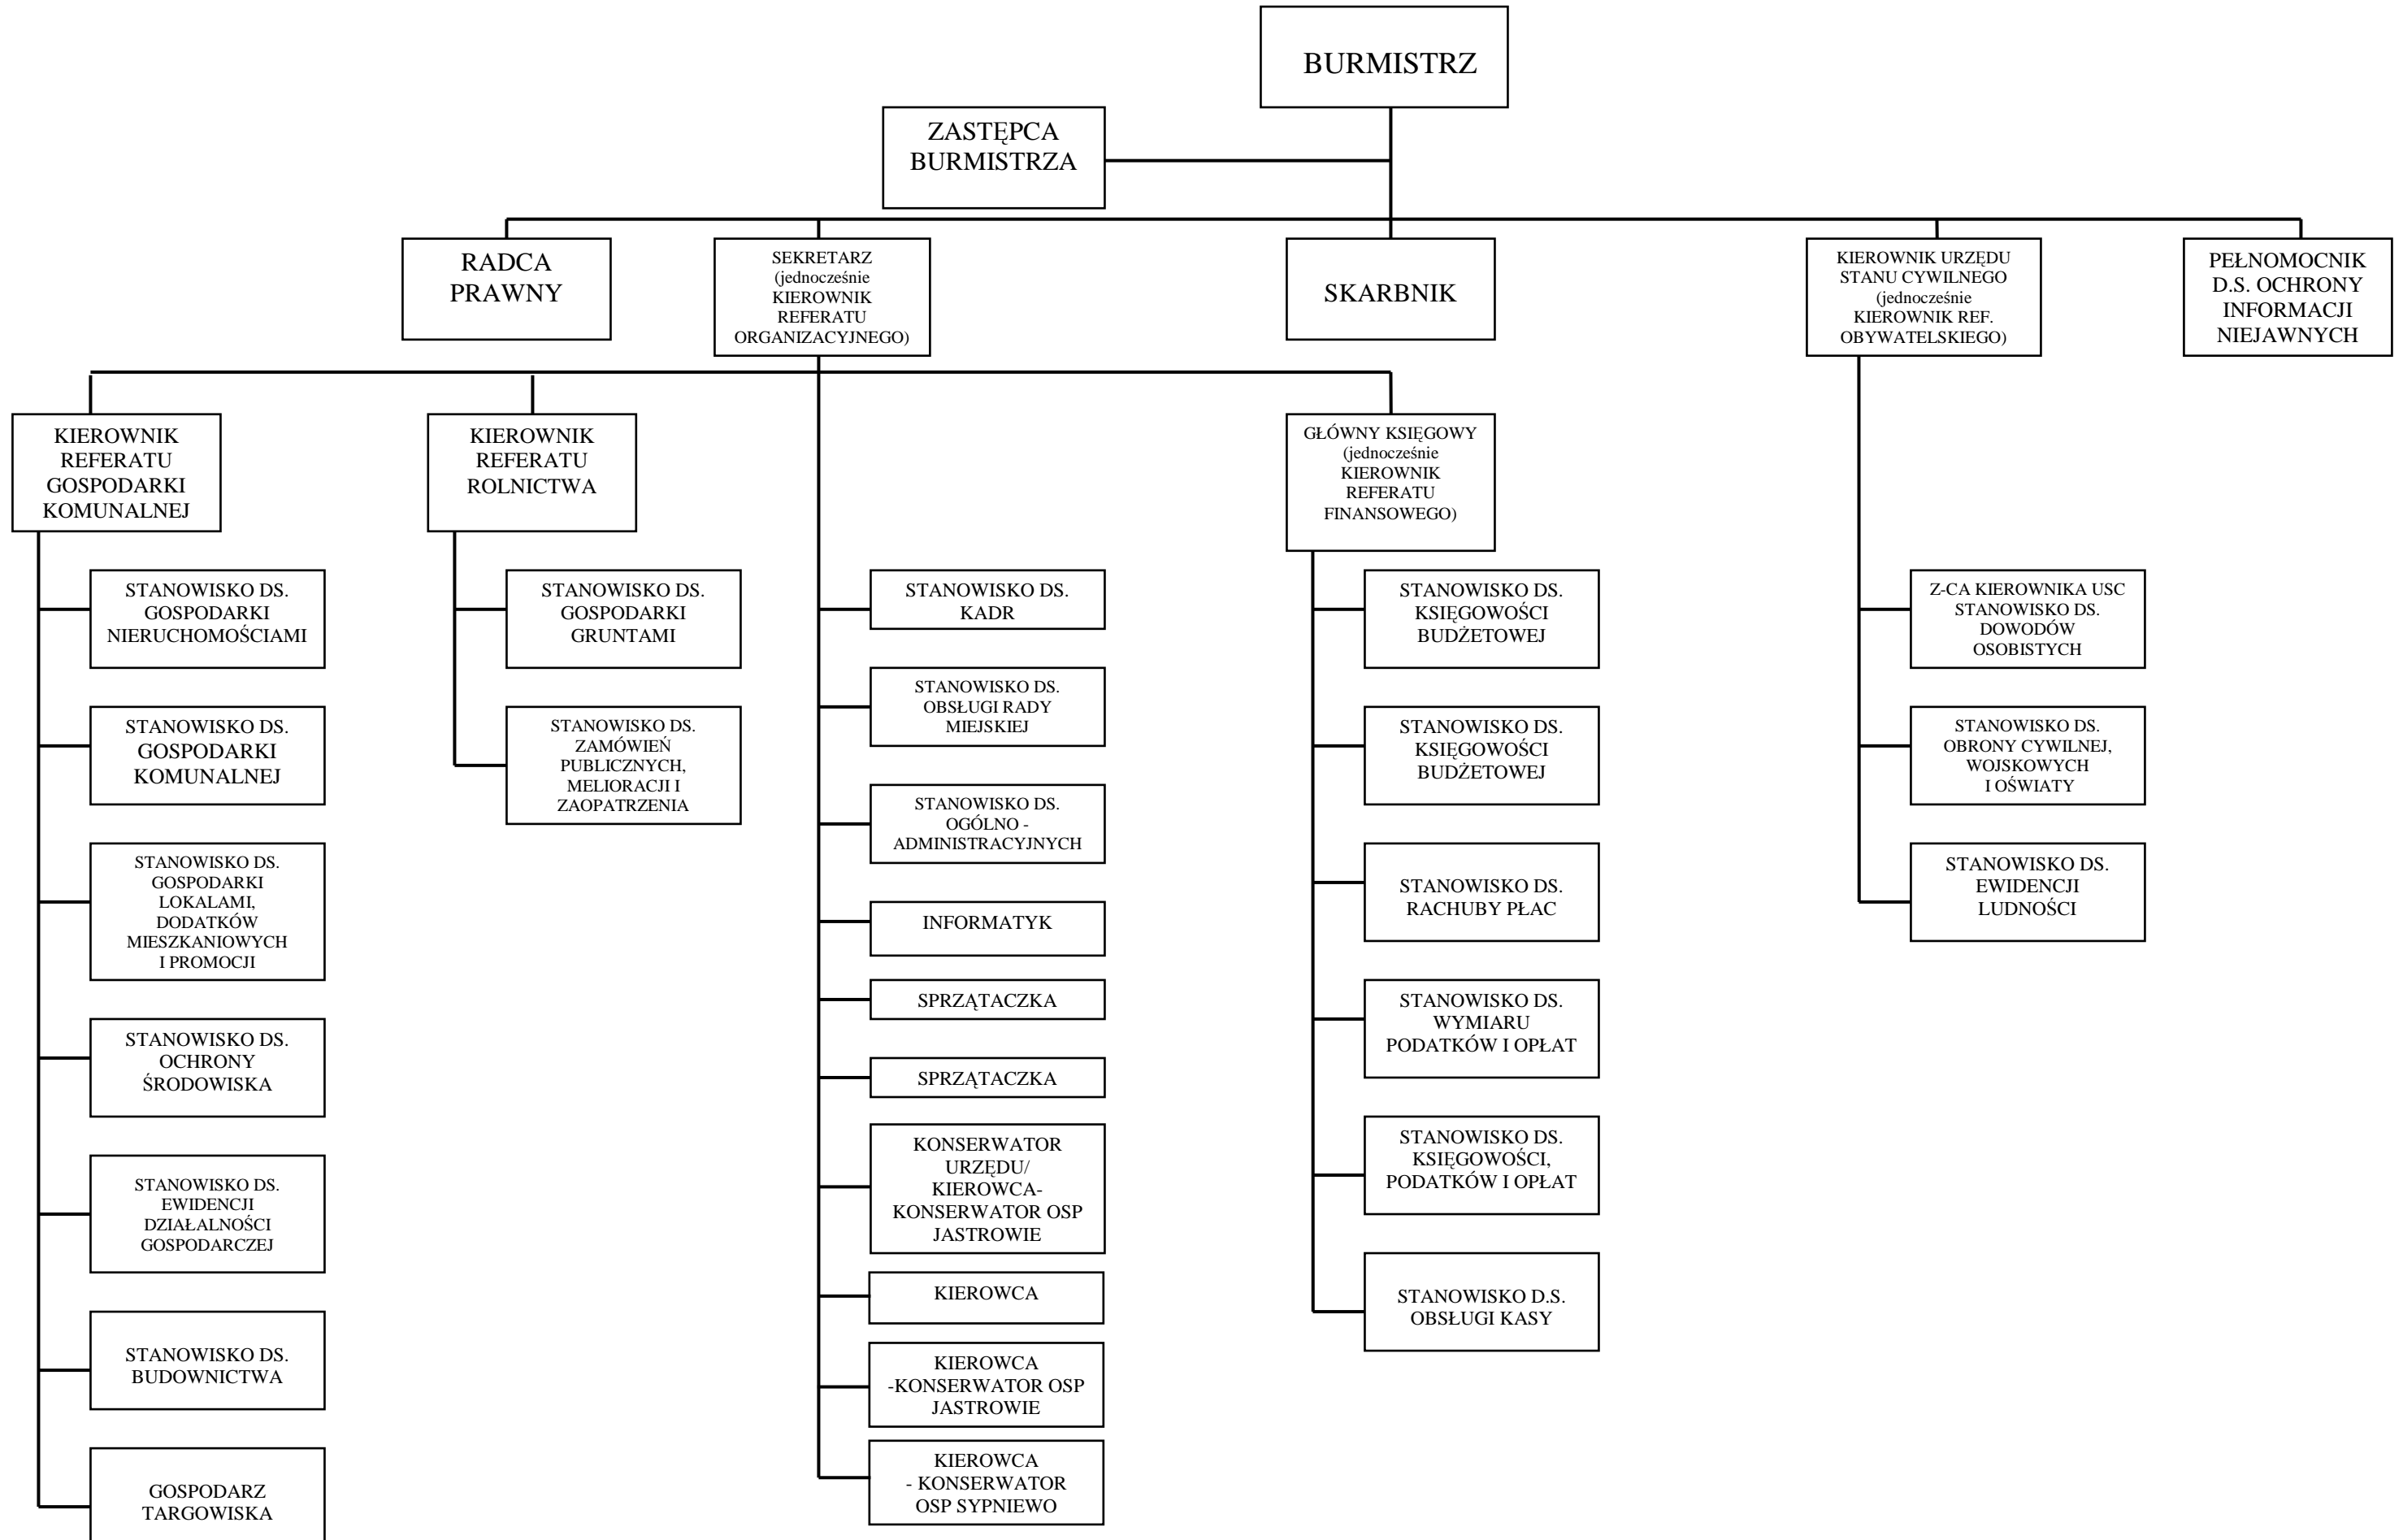 BURMISTRZ
ZASTĘPCA
BURMISTRZA
RADCA
PRAWNY
SEKRETARZ
(jednocześnie
KIEROWNIK
REFERATU
ORGANIZACYJNEGO)
SKARBNIK
KIEROWNIK URZĘDU
STANU CYWILNEGO
(jednocześnie
KIEROWNIK REF.
OBYWATELSKIEGO)
PEŁNOMOCNIK
D.S. OCHRONY
INFORMACJI
NIEJAWNYCH
KIEROWNIK
REFERATU
GOSPODARKI
KOMUNALNEJ
KIEROWNIK
REFERATU
ROLNICTWA
GŁÓWNY KSIĘGOWY
(jednocześnie
KIEROWNIK
REFERATU
FINANSOWEGO)
STANOWISKO DS.
GOSPODARKI
NIERUCHOMOŚCIAMI
STANOWISKO DS.
GOSPODARKI
KOMUNALNEJ
STANOWISKO DS.
GOSPODARKI
LOKALAMI,
DODATKÓW
MIESZKANIOWYCH
I PROMOCJI
STANOWISKO DS.
OCHRONY
ŚRODOWISKA
STANOWISKO DS.
EWIDENCJI
DZIAŁALNOŚCI
GOSPODARCZEJ
STANOWISKO DS.
BUDOWNICTWA
GOSPODARZ
TARGOWISKA
STANOWISKO DS.
GOSPODARKI
GRUNTAMI
STANOWISKO DS.
ZAMÓWIEŃ
PUBLICZNYCH,
MELIORACJI I
ZAOPATRZENIA
STANOWISKO DS.
KADR
STANOWISKO DS.
OBSŁUGI RADY
MIEJSKIEJ
STANOWISKO DS.
OGÓLNO -
ADMINISTRACYJNYCH
INFORMATYK
SPRZĄTACZKA
SPRZĄTACZKA
KONSERWATOR
URZĘDU/
KIEROWCA-
KONSERWATOR OSP
JASTROWIE
KIEROWCA
KIEROWCA
-KONSERWATOR OSP
JASTROWIE
KIEROWCA
- KONSERWATOR
OSP SYPNIEWO
STANOWISKO DS.
KSIĘGOWOŚCI
BUDŻETOWEJ
STANOWISKO DS.
KSIĘGOWOŚCI
BUDŻETOWEJ
STANOWISKO DS.
RACHUBY PŁAC
STANOWISKO DS.
WYMIARU
PODATKÓW I OPŁAT
STANOWISKO DS.
KSIĘGOWOŚCI,
PODATKÓW I OPŁAT
STANOWISKO D.S.
OBSŁUGI KASY
Z-CA KIEROWNIKA USC
STANOWISKO DS.
DOWODÓW
OSOBISTYCH
STANOWISKO DS.
OBRONY CYWILNEJ,
WOJSKOWYCH
I OŚWIATY
STANOWISKO DS.
EWIDENCJI
LUDNOŚCI